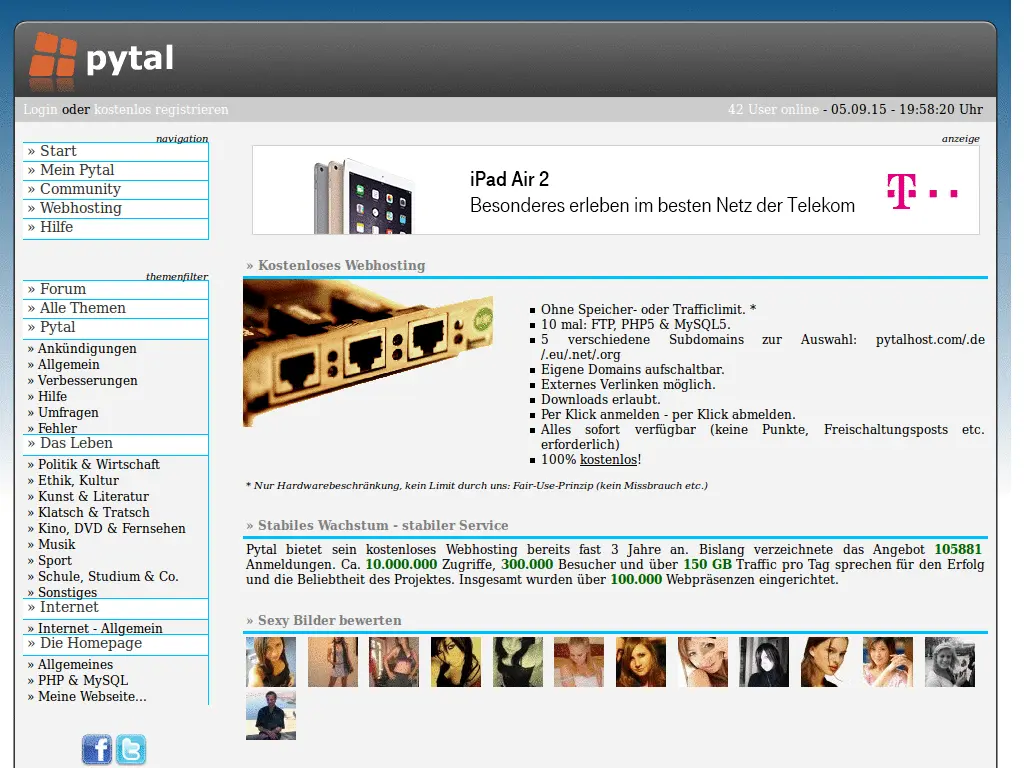 pytal
Login oder kostenlos registrieren
42 User online - 05.09.15 - 19:58:20 Uhr
navigation
» Start
» Mein Pytal
» Community
» Webhosting
» Hilfe
themenfilter
» Forum
» Alle Themen
» Pytal
» Ankündigungen
» Allgemein
» Verbesserungen
» Hilfe
» Umfragen
» Fehler
» Das Leben
» Politik & Wirtschaft
» Ethik, Kultur
» Kunst & Literatur
» Klatsch & Tratsch
» Kino, DVD & Fernsehen
» Musik
» Sport
» Schule, Studium & Co.
» Sonstiges
» Internet
» Internet - Allgemein
» Die Homepage
» Allgemeines
» PHP & MySQL
» Meine Webseite...
anzeige
iPad Air 2
Besonderes erleben im besten Netz der Telekom
T
» Kostenloses Webhosting
Ohne Speicher- oder Trafficlimit. *
10 mal: FTP, PHP5 & MySQL5.
5 verschiedene Subdomains zur Auswahl: pytalhost.com/.de
/.eu/.net/.org
Eigene Domains aufschaltbar.
Externes Verlinken möglich.
Downloads erlaubt.
Per Klick anmelden - per Klick abmelden.
Alles sofort verfügbar (keine Punkte, Freischaltungsposts etc.
erforderlich)
100% kostenlos!
* Nur Hardwarebeschränkung, kein Limit durch uns: Fair-Use-Prinzip (kein Missbrauch etc.)
» Stabiles Wachstum - stabiler Service
Pytal bietet sein kostenloses Webhosting bereits fast 3 Jahre an. Bislang verzeichnete das Angebot 105881
Anmeldungen. Ca. 10.000.000 Zugriffe, 300.000 Besucher und über 150 GB Traffic pro Tag sprechen für den Erfolg
und die Beliebtheit des Projektes. Insgesamt wurden über 100.000 Webpräsenzen eingerichtet.
» Sexy Bilder bewerten